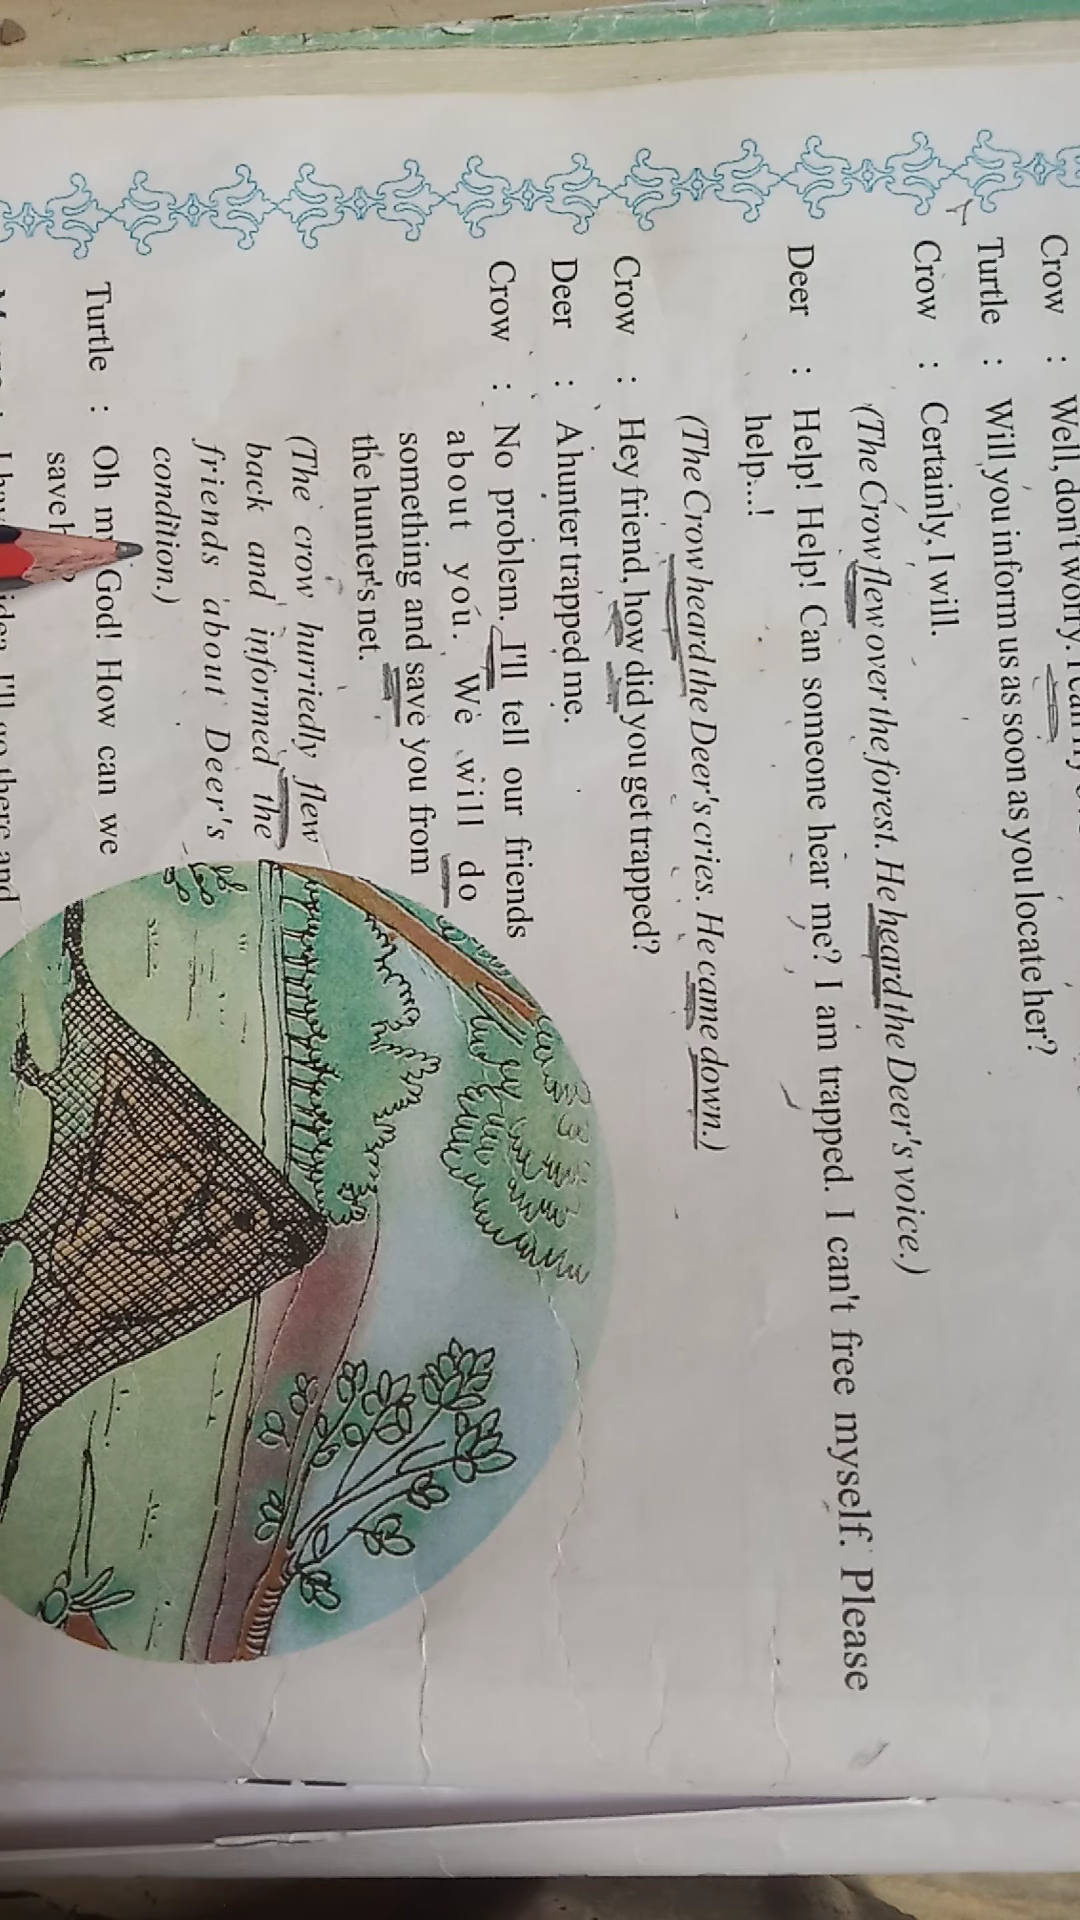 Crow : Well, don't worry. I can
Turtle : Will you inform us as soon as you locate her?
Crow : Certainly, I will.
(The Crow flew over the forest. He heard the Deer's voice.)
Deer : Help! Help! Can someone hear me? I am trapped. I can't free myself. Please
help...!
(The Crow heard the Deer's cries. He came down.)
Crow : Hey friend, how did you get trapped?
Deer : A hunter trapped me.
Crow : No problem. I'll tell our friends
about you. We will do
something and save you from
the hunter's net.
(The crow hurriedly flew
back and informed the
friends about Deer's
condition.)
Turtle : Oh my God! How can we
save
I'll go there and